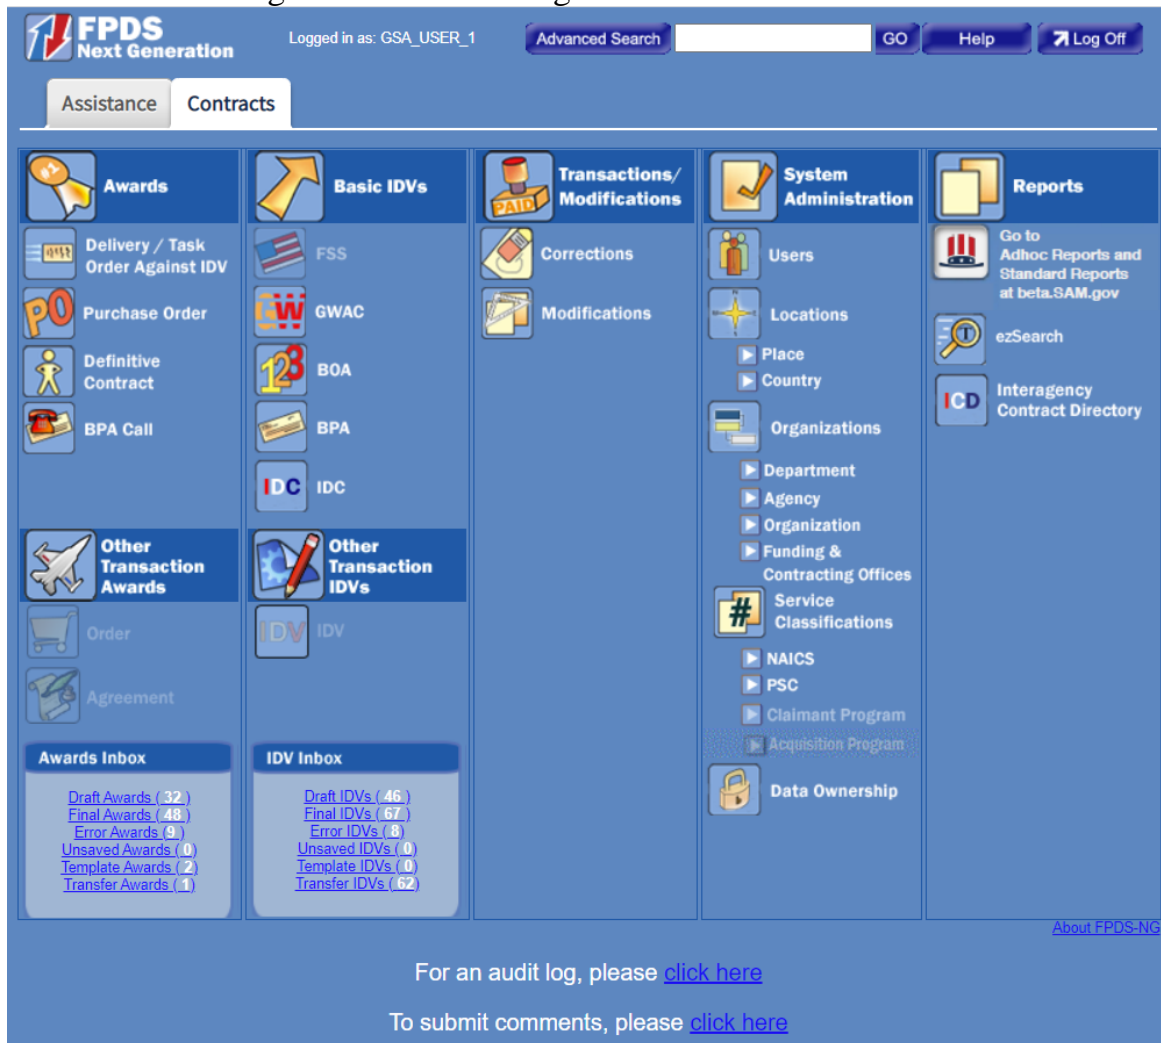 FPDS
Next Generation
Logged in as: GSA_USER_1
Advanced Search
GO
Help
Log Off
Assistance
Contracts
Awards
Delivery / Task
Order Against IDV
PO
Purchase Order
Definitive
Contract
BPA Call
Other
Transaction
Awards
Order
Agreement
Awards Inbox
Draft Awards ( 32 )
Final Awards ( 48 )
Error Awards (9 )
Unsaved Awards ( 0)
Template Awards ( 2)
Transfer Awards ( 1)
Basic IDVs
FSS
GW
GWAC
123
BOA
BPA
IDC
IDC
Other
Transaction
IDVs
IDV
IDV
IDV Inbox
Draft IDVs ( 46 )
Final IDVs ( 67 )
Error IDVs ( 8)
Unsaved IDVs ( 0)
Template IDVs ( 0)
Transfer IDVs ( 62)
PAID
Transactions/
Modifications
Corrections
Modifications
System
Administration
Users
Locations
Place
Country
Organizations
Department
Agency
Organization
Funding &
Contracting Offices
#
Service
Classifications
NAICS
PSC
Claimant Program
Acquisition Program
Data Ownership
Reports
Go to
Adhoc Reports and
Standard Reports
at beta.SAM.gov
T
ezSearch
ICD
Interagency
Contract Directory
About FPDS-NG
For an audit log, please click here
To submit comments, please click here